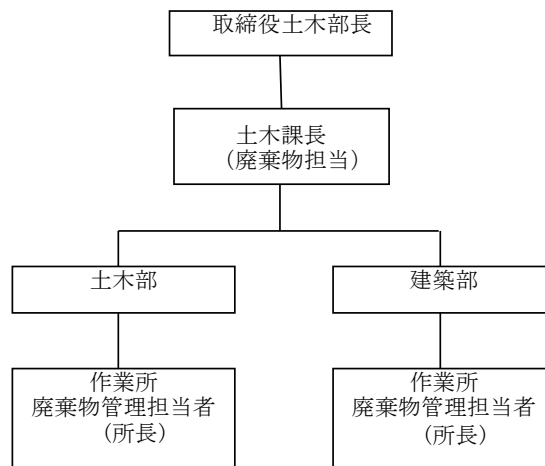 取締役土木部長
土木課長
（廃棄物担当）
土木部
建築部
作業所
廃棄物管理担当者
（所長）
作業所
廃棄物管理担当者
（所長）